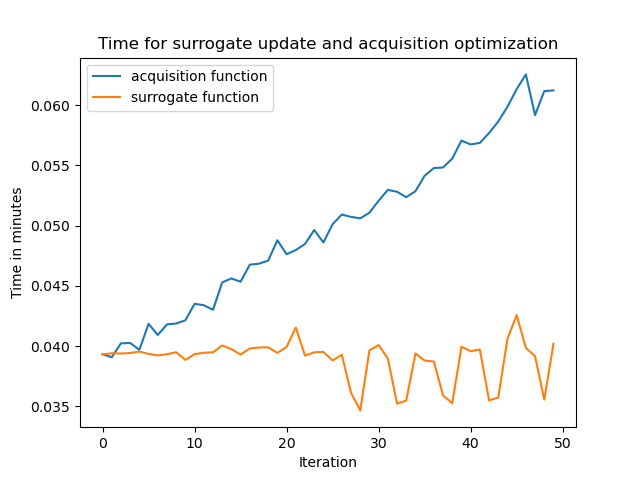 Time for surrogate update and acquisition optimization
acquisition function
surrogate function
0.060
0.055
0.050
0.045
0.040
0.035
Time in minutes
0 10 20 30 40 50
Iteration